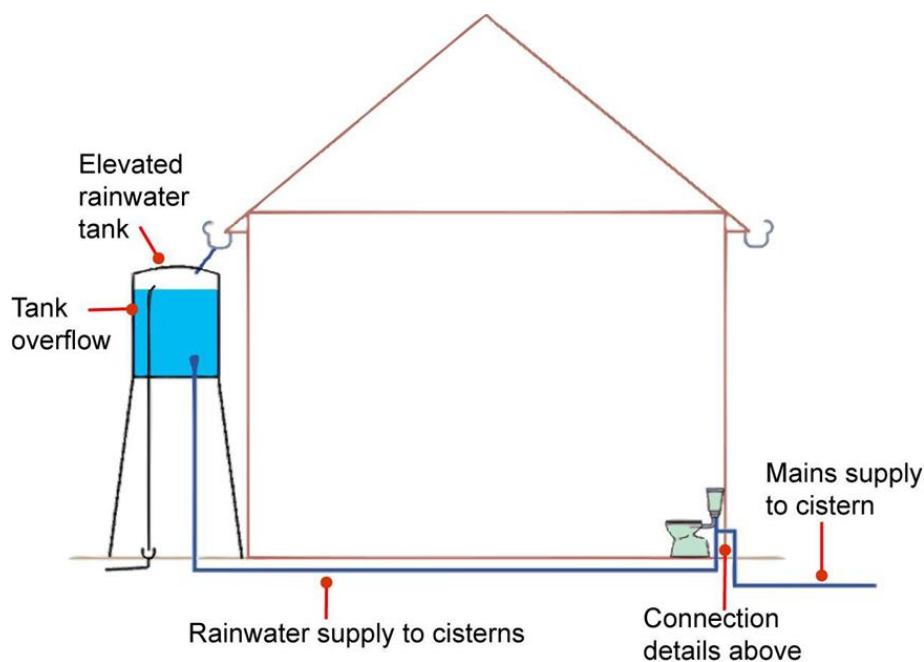 Elevated
rainwater
tank
Tank
overflow
Mains supply
to cistern
Rainwater supply to cisterns
Connection
details above